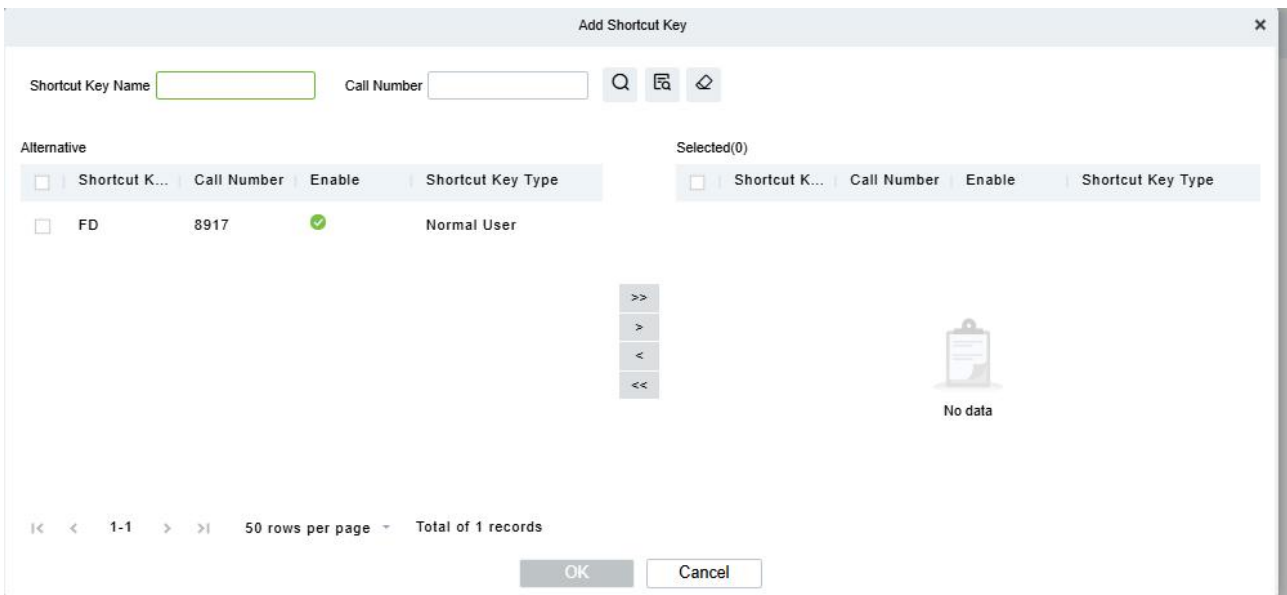 Add Shortcut Key ×
Shortcut Key Name Call Number
Alternative Selected(0)
Shortcut K... Call Number Enable Shortcut Key Type Shortcut K... Call Number Enable Shortcut Key Type
FD 8917 Normal User
>>
>
<
<<
No data
|< < 1-1 > >| 50 rows per page Total of 1 records
OK Cancel